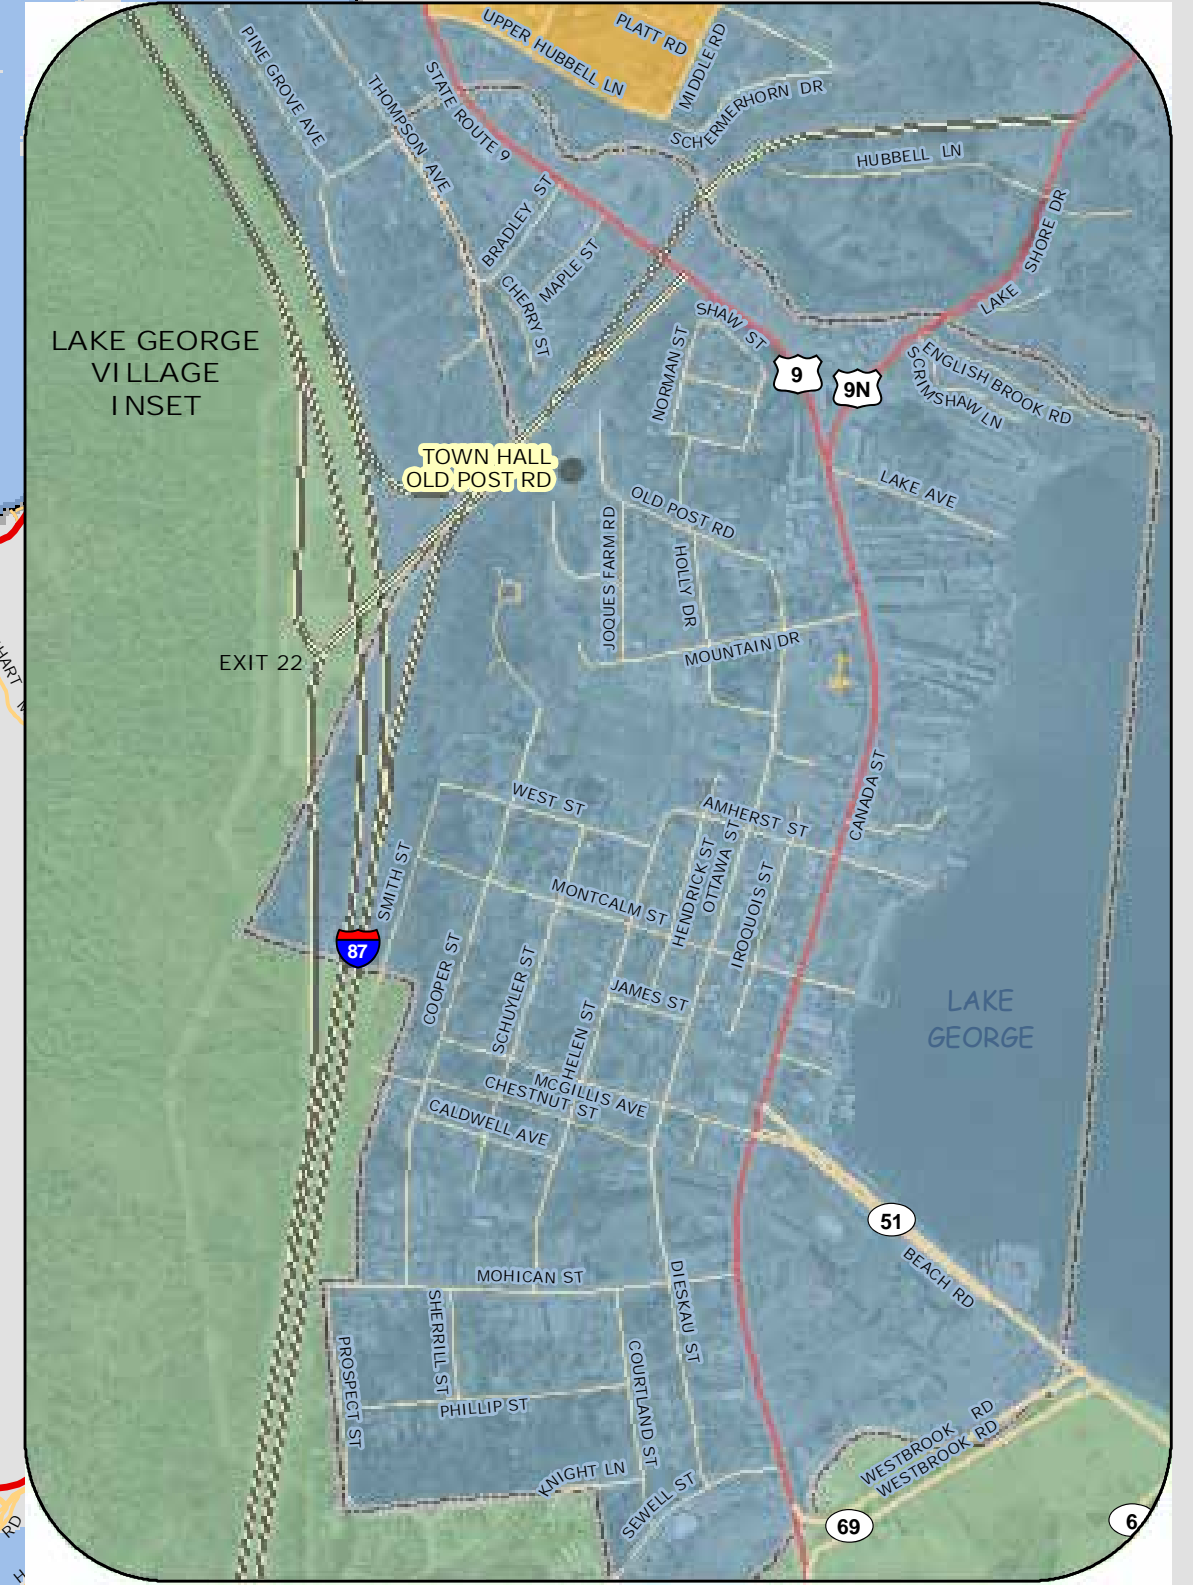 UPPER HUBBELL LN
PLATT RD
MIDDLE RD
PINE GROVE AVE
THOMPSON AVE
STATE ROUTE 9
SCHERMERHORN DR
HUBBELL LN
BRADLEY ST
MAPLE ST
CHERRY ST
LAKE SHORE DR
LAKE GEORGE
VILLAGE
INSET
SHAW ST
NORMAN ST
9
9N
ENGLISH BROOK RD
SCRIMSHAW LN
TOWN HALL
OLD POST RD
LAKE AVE
OLD POST RD
JOQUES FARM RD
HOLLY DR
MOUNTAIN DR
EXIT 22
HART
WEST ST
AMHERST ST
CANADA ST
SMITH ST
MONTCALM ST
HENDRICK ST
OTTAWA ST
IROQUOIS ST
87
COOPER ST
SCHUYLER ST
JAMES ST
HELEN ST
LAKE
GEORGE
MCGILLIS AVE
CHESTNUT ST
CALDWELL AVE
51
BEACH RD
MOHICAN ST
DIESKAU ST
SHERRILL ST
PROSPECT ST
COURTLAND ST
PHILLIP ST
WESTBROOK RD
WESTBROOK RD
KNIGHT LN
SEWELL ST
69
6
RD
H